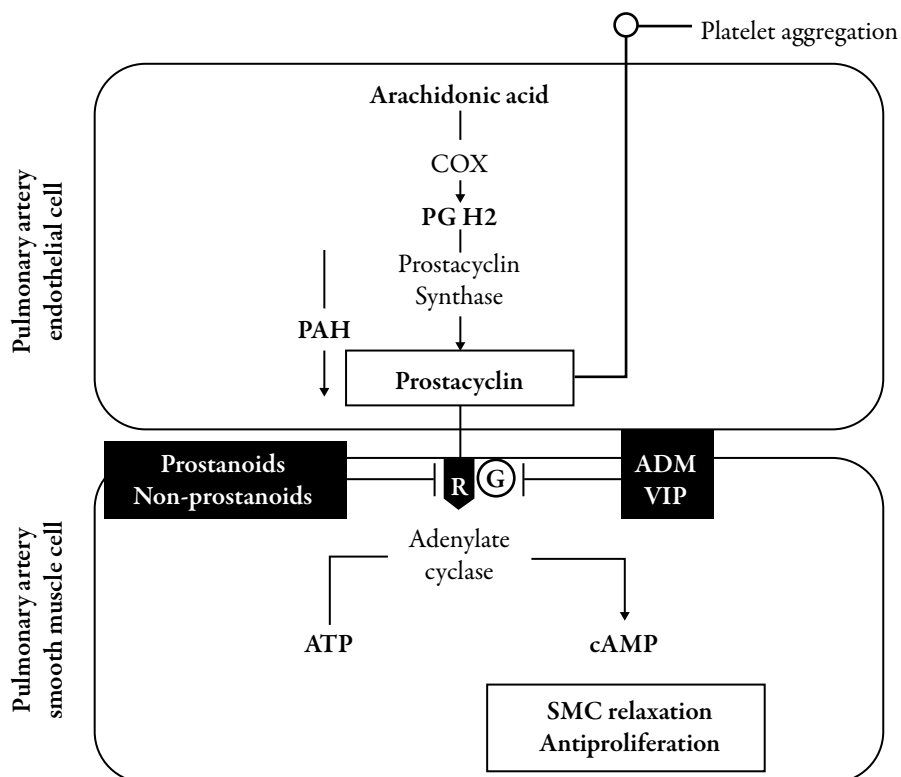 Platelet aggregation
Pulmonary artery
endothelial cell
Arachidonic acid
COX
PG H2
Prostacyclin
Synthase
PAH
Prostacyclin
Pulmonary artery
smooth muscle cell
Prostanoids
Non-prostanoids
R
G
ADM
VIP
Adenylate
cyclase
ATP
cAMP
SMC relaxation
Antiproliferation